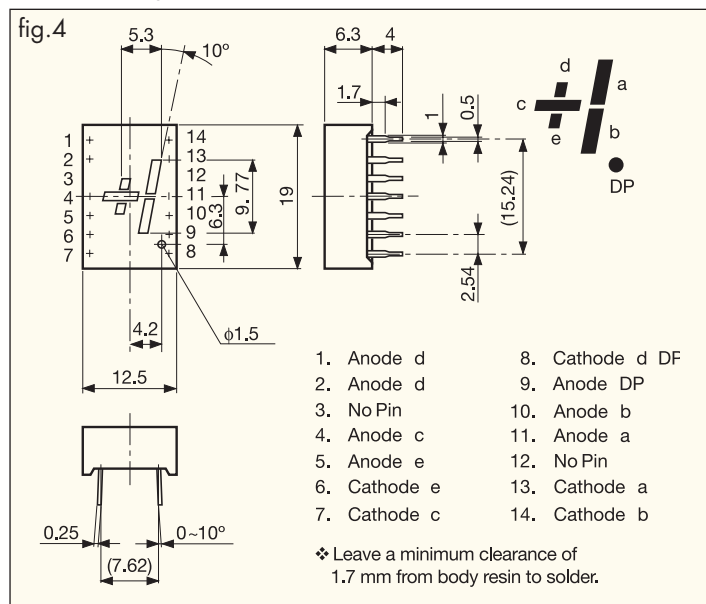 fig.4
5.3
10°
6.3
4
1.7
1
0.5
d
a
c
e
b
DP
1
2
3
4
5
6
7
14
13
12
11
10
9
8
9.77
6.3
19
(15.24)
2.54
4.2
φ1.5
12.5
0.25
(7.62)
0~10°
1. Anode d
2. Anode d
3. No Pin
4. Anode c
5. Anode e
6. Cathode e
7. Cathode c
8. Cathode d DF
9. Anode DP
10. Anode b
11. Anode a
12. No Pin
13. Cathode a
14. Cathode b
❖ Leave a minimum clearance of
1.7 mm from body resin to solder.